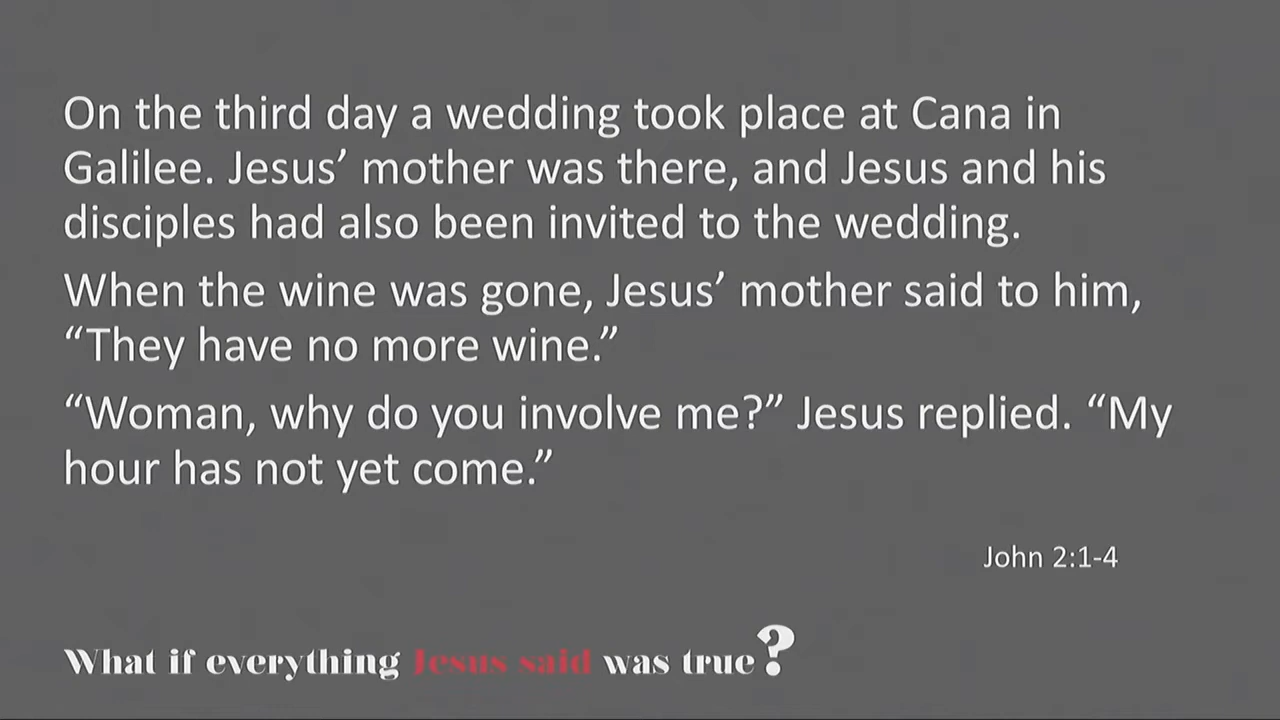 On the third day a wedding took place at Cana in
Galilee. Jesus’ mother was there, and Jesus and his
disciples had also been invited to the wedding.
When the wine was gone, Jesus’ mother said to him,
“They have no more wine.”
“Woman, why do you involve me?” Jesus replied. “My
hour has not yet come.”
John 2:1-4
What if everything Jesus said was true?